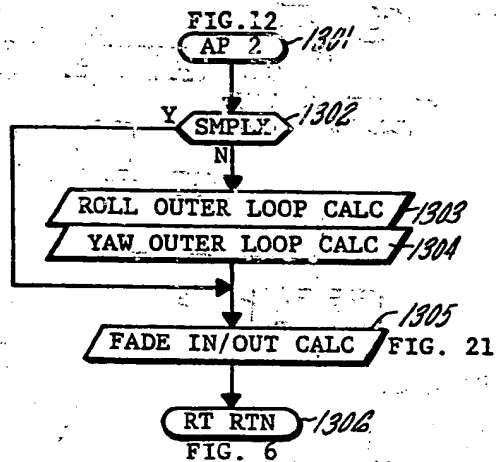 FIG.12
AP 2 1301
Y SMPLX 1302
N
ROLL OUTER LOOP CALC 1303
YAW OUTER LOOP CALC 1304
1305
FADE IN/OUT CALC FIG. 21
RT RTN 1306
FIG. 6